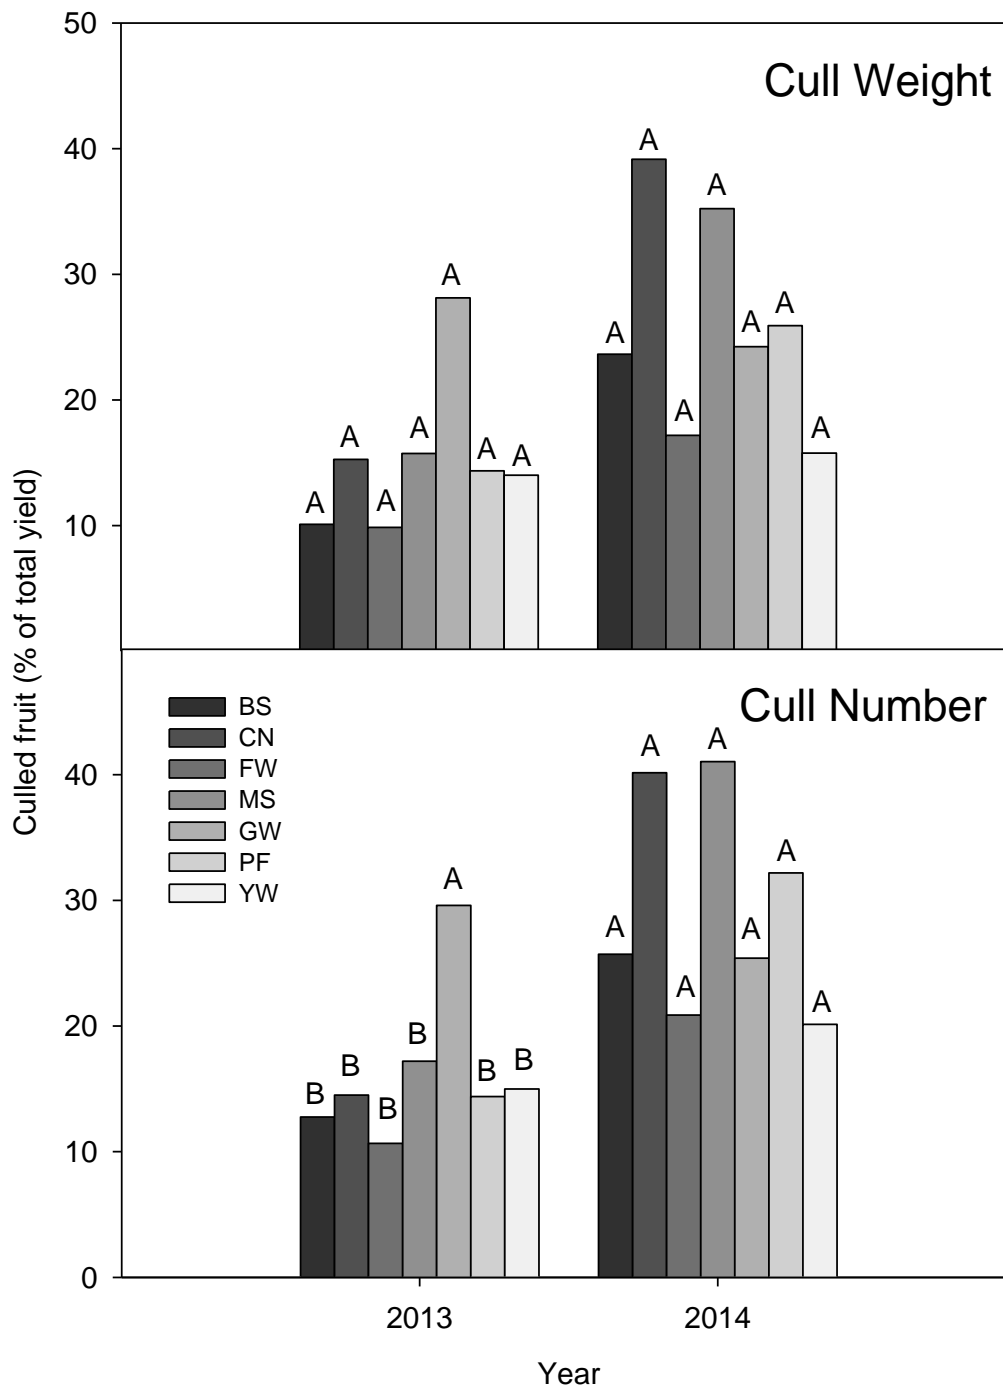 50
Cull Weight
40
30
20
10
A A A A A A A
A A A A A A A
Culled fruit (% of total yield)
Cull Number
BS
CN
FW
MS
GW
PF
YW
40
30
20
10
0
B B B B A B B
A A A A A A A
2013 2014
Year